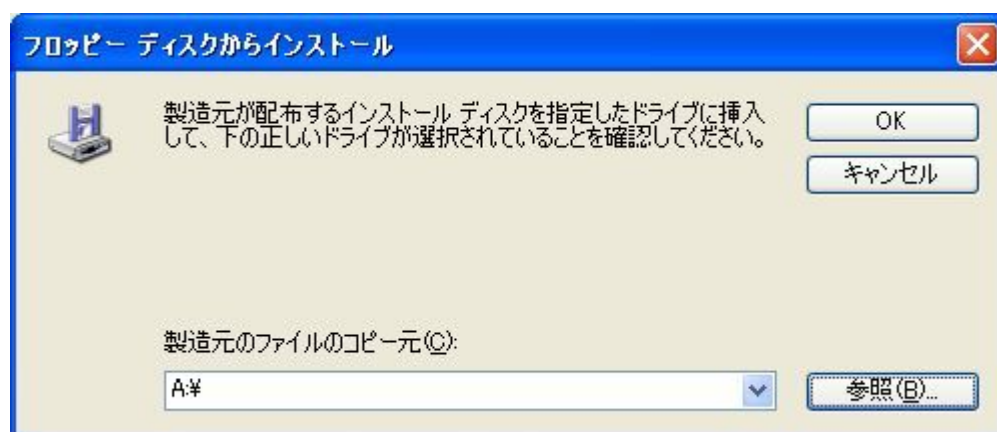 フロッピー ディスクからインストール
製造元が配布するインストール ディスクを指定したドライブに挿入
して、下の正しいドライブが選択されていることを確認してください。
OK
キャンセル
製造元のファイルのコピー元(C):
A:¥
参照(B)...